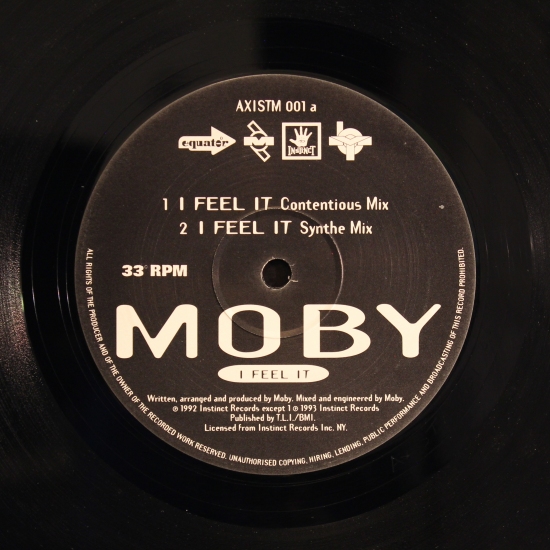 AXISTM 001 a
equator
INSTINCT
1 I FEEL IT Contentious Mix
2 I FEEL IT Synthe Mix
33 RPM
MOBY
I FEEL IT
Written, arranged and produced by Moby. Mixed and engineered by Moby.
℗ 1992 Instinct Records except 1 ℗ 1993 Instinct Records
Published by T.L.I./BMI.
Licensed from Instinct Records Inc. NY.
ALL RIGHTS OF THE PRODUCER AND OF THE OWNER OF THE RECORDED WORK RESERVED. UNAUTHORISED COPYING, HIRING, LENDING, PUBLIC PERFORMANCE AND BROADCASTING OF THIS RECORD PROHIBITED.